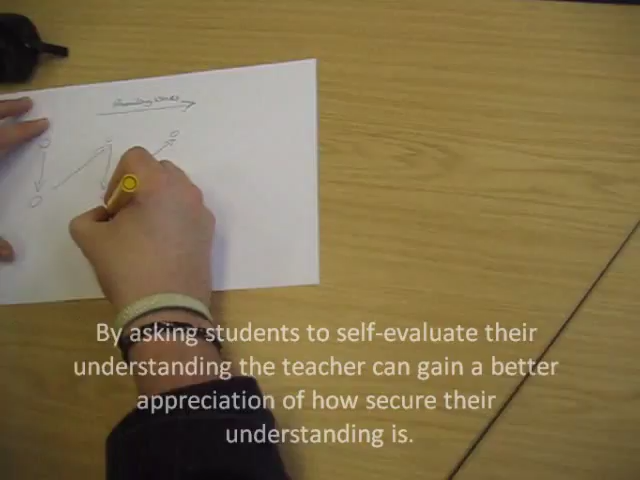 By asking students to self-evaluate their
understanding the teacher can gain a better
appreciation of how secure their
understanding is.